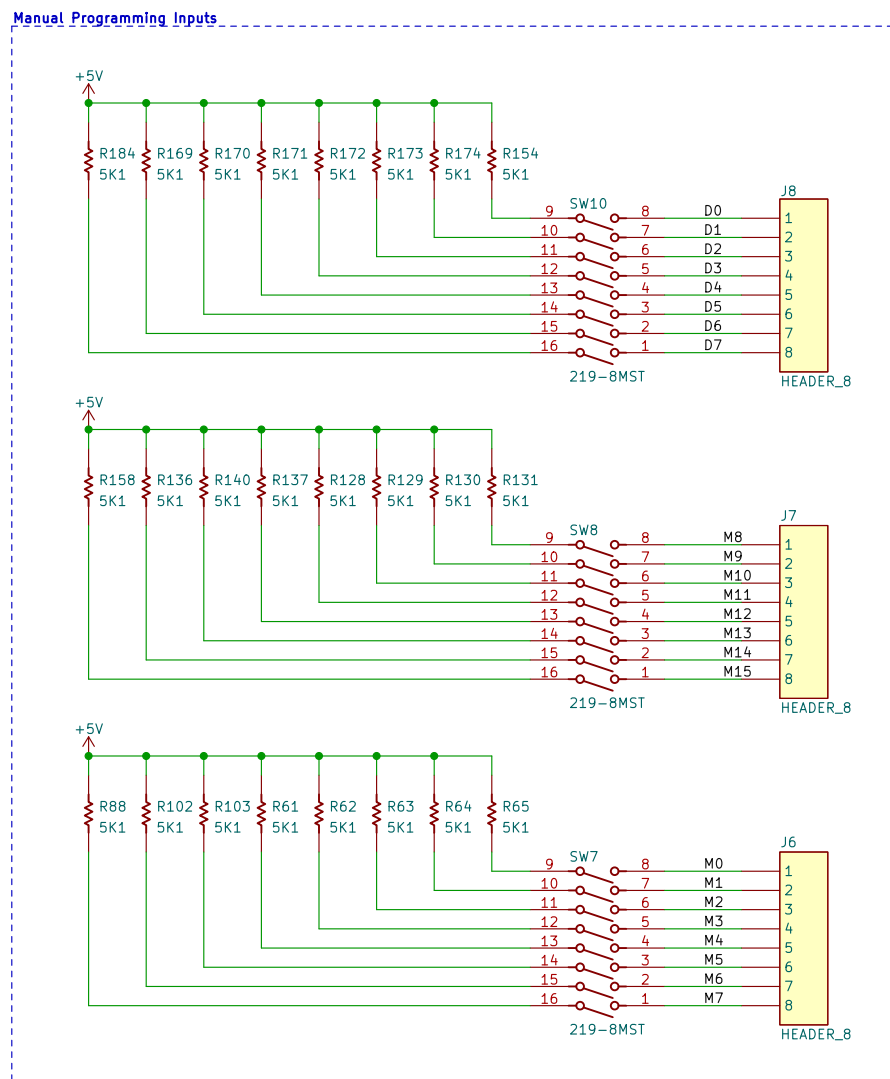 Manual Programming Inputs
+5V
R184 R169 R170 R171 R172 R173 R174 R154
5K1 5K1 5K1 5K1 5K1 5K1 5K1 5K1
SW10 J8
9 8 D0 1
10 7 D1 2
11 6 D2 3
12 5 D3 4
13 4 D4 5
14 3 D5 6
15 2 D6 7
16 1 D7 8
219-8MST HEADER_8
+5V
R158 R136 R140 R137 R128 R129 R130 R131
5K1 5K1 5K1 5K1 5K1 5K1 5K1 5K1
SW8 J7
9 8 M8 1
10 7 M9 2
11 6 M10 3
12 5 M11 4
13 4 M12 5
14 3 M13 6
15 2 M14 7
16 1 M15 8
219-8MST HEADER_8
+5V
R88 R102 R103 R61 R62 R63 R64 R65
5K1 5K1 5K1 5K1 5K1 5K1 5K1 5K1
SW7 J6
9 8 M0 1
10 7 M1 2
11 6 M2 3
12 5 M3 4
13 4 M4 5
14 3 M5 6
15 2 M6 7
16 1 M7 8
219-8MST HEADER_8